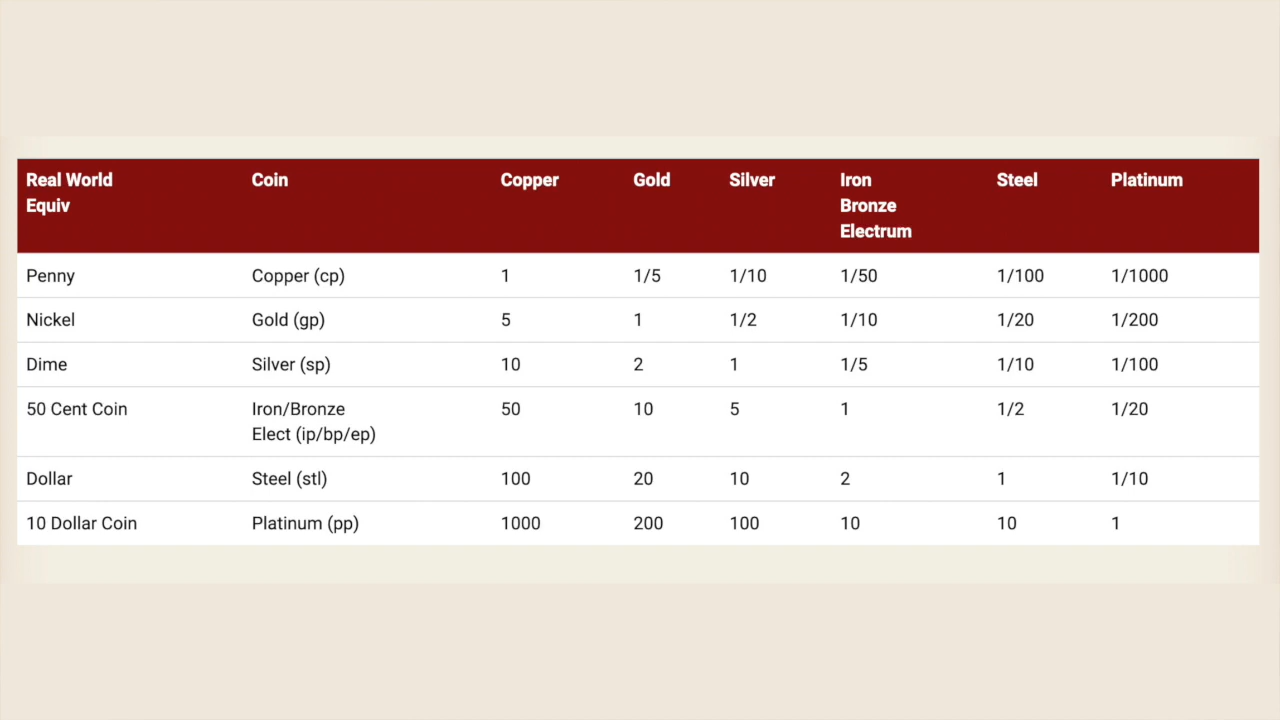 Real World Equiv Coin Copper Gold Silver Iron Bronze Electrum Steel Platinum
Penny Copper (cp) 1 1/5 1/10 1/50 1/100 1/1000
Nickel Gold (gp) 5 1 1/2 1/10 1/20 1/200
Dime Silver (sp) 10 2 1 1/5 1/10 1/100
50 Cent Coin Iron/Bronze Elect (ip/bp/ep) 50 10 5 1 1/2 1/20
Dollar Steel (stl) 100 20 10 2 1 1/10
10 Dollar Coin Platinum (pp) 1000 200 100 10 10 1